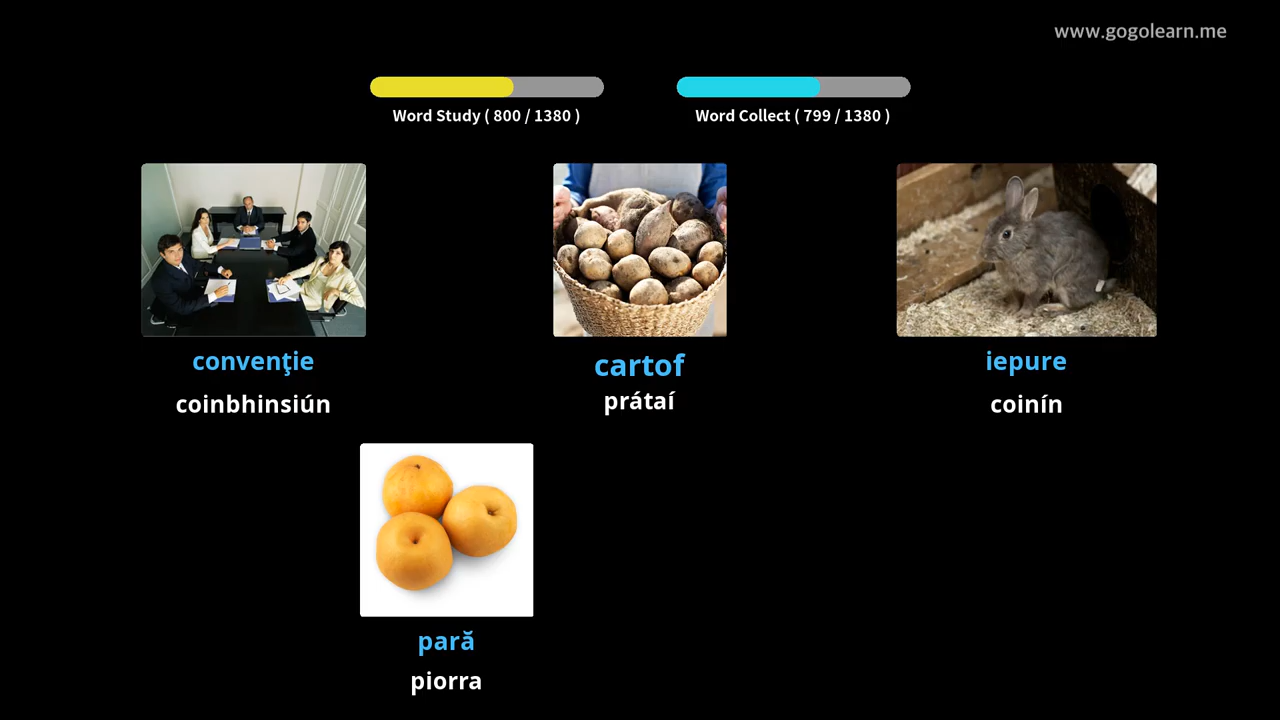 www.gogolearn.me
Word Study ( 800 / 1380 )
Word Collect ( 799 / 1380 )
convenţie
cartof
iepure
coinbhinsiún
prátaí
coinín
pară
piorra